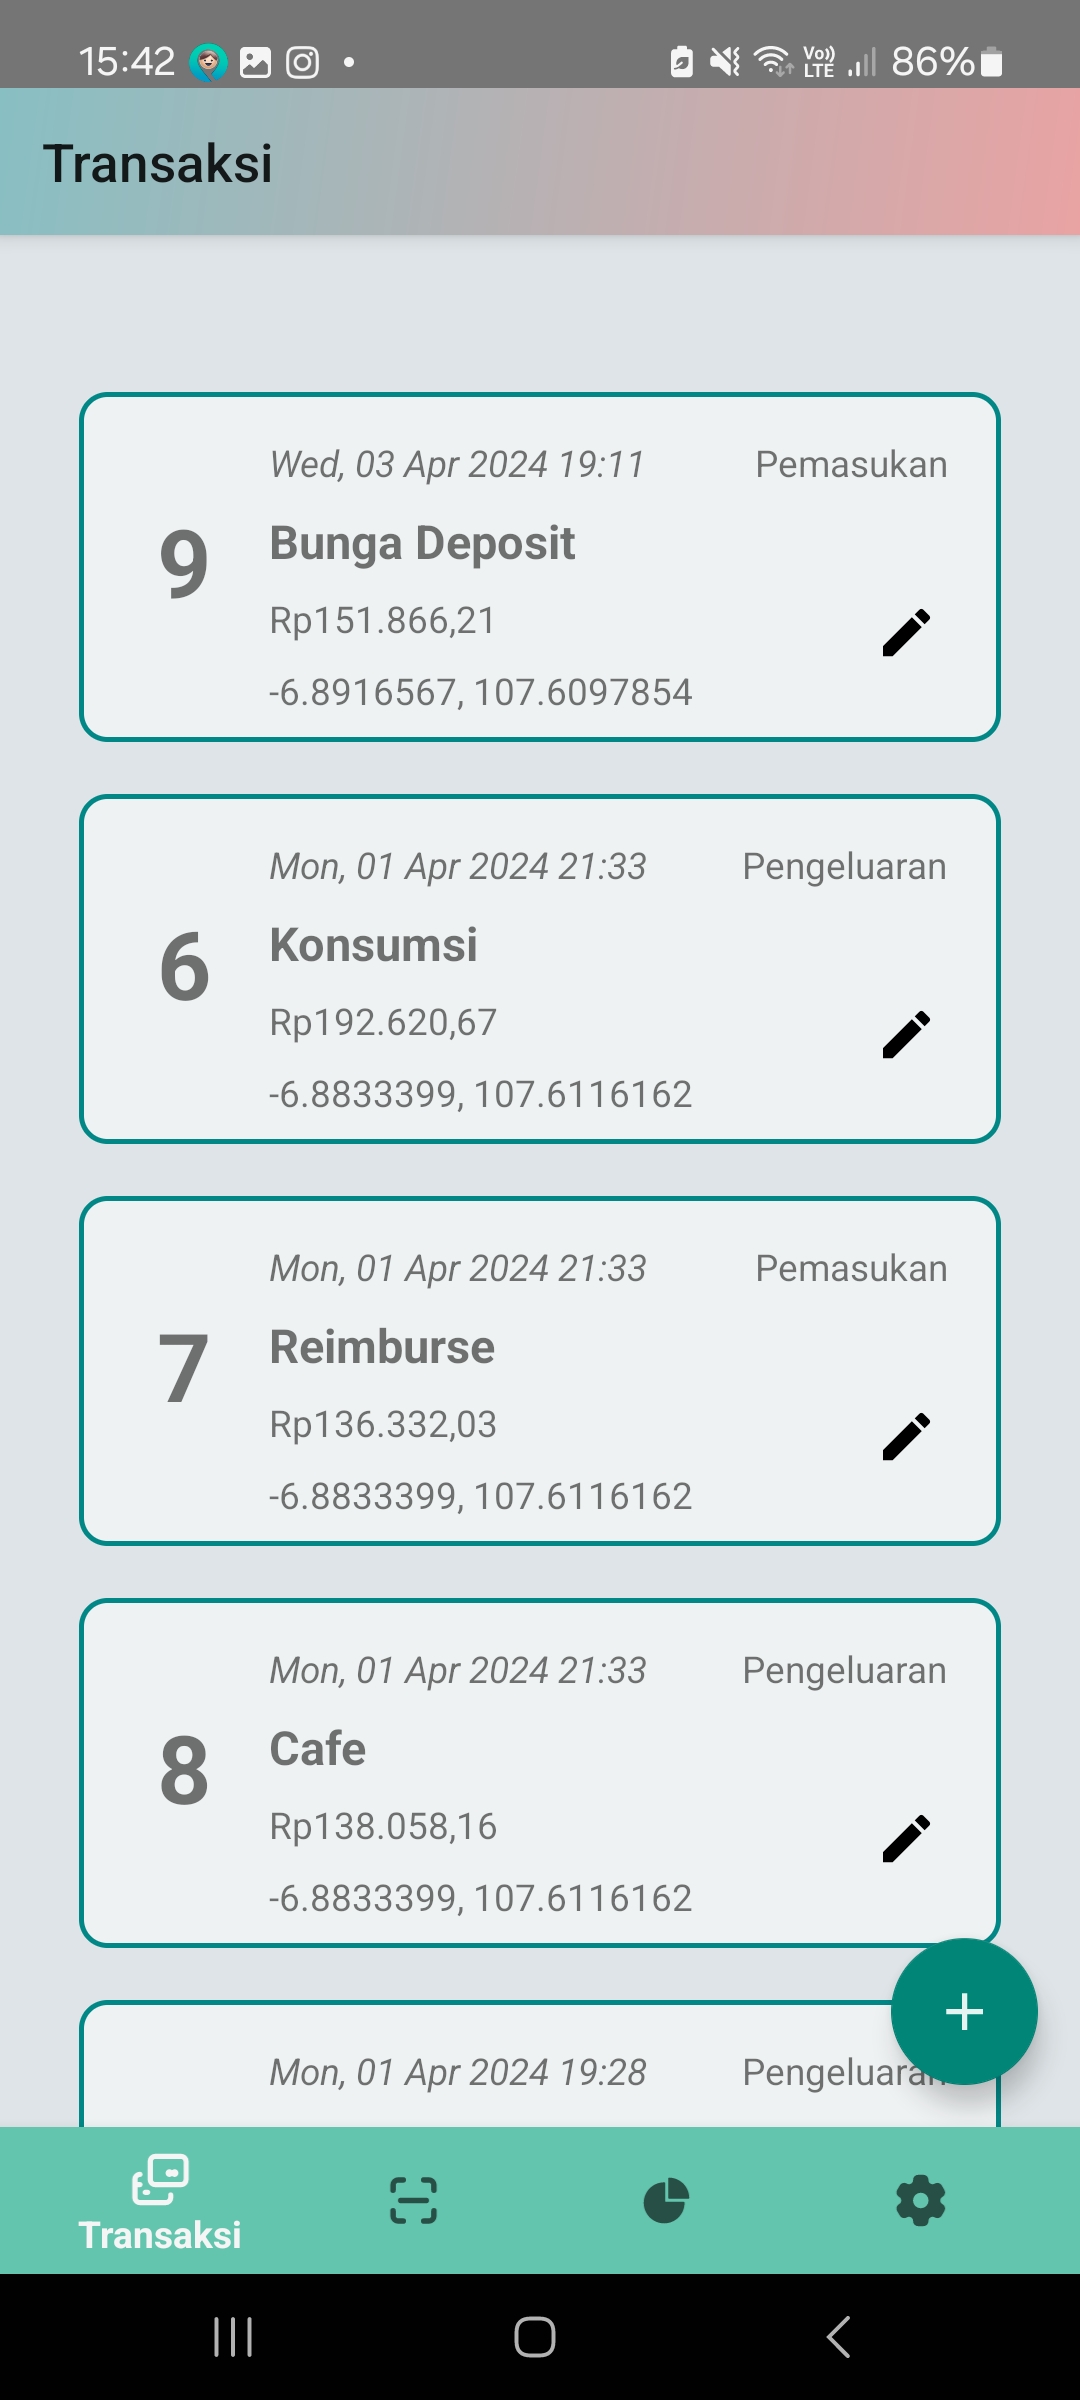 15:42 Vo)) LTE 86%
Transaksi
Wed, 03 Apr 2024 19:11 Pemasukan
9 Bunga Deposit
Rp151.866,21
-6.8916567, 107.6097854
Mon, 01 Apr 2024 21:33 Pengeluaran
6 Konsumsi
Rp192.620,67
-6.8833399, 107.6116162
Mon, 01 Apr 2024 21:33 Pemasukan
7 Reimburse
Rp136.332,03
-6.8833399, 107.6116162
Mon, 01 Apr 2024 21:33 Pengeluaran
8 Cafe
Rp138.058,16
-6.8833399, 107.6116162
Mon, 01 Apr 2024 19:28 Pengeluaran
Transaksi